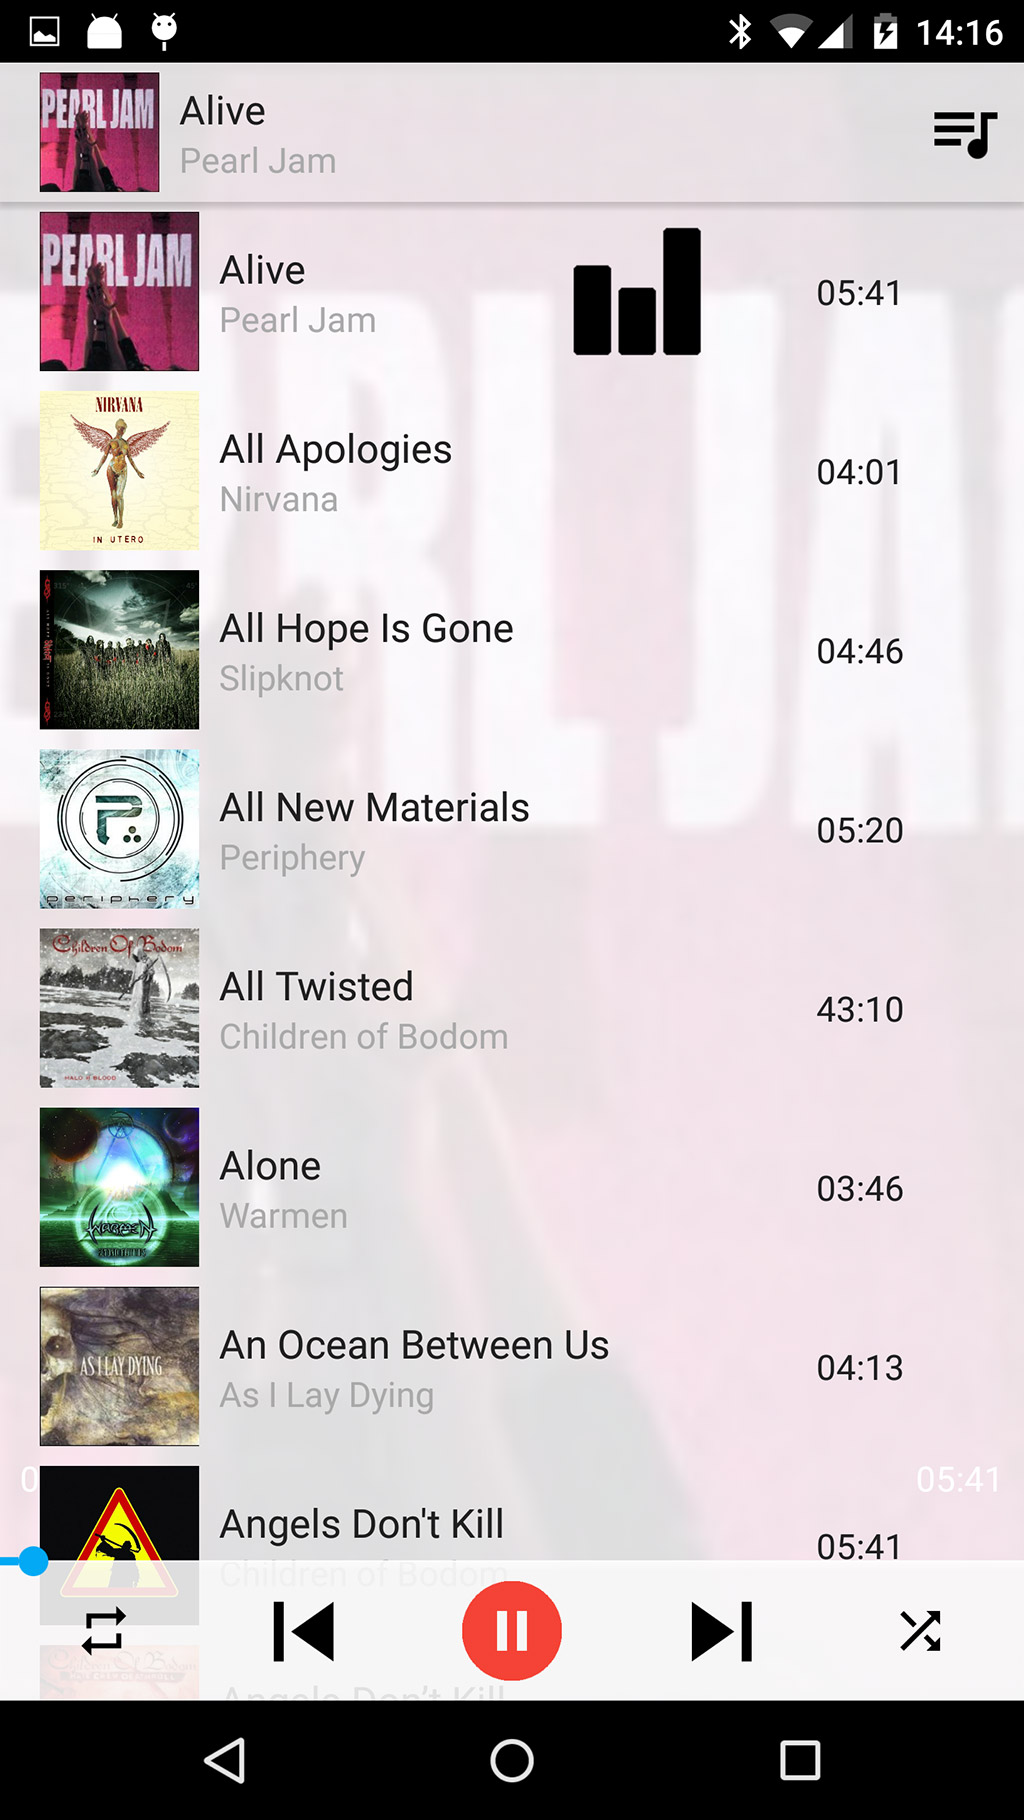 14:16
PEARL JAM
Alive
Pearl Jam
PEARL JAM
Alive
Pearl Jam
05:41
NIRVANA
IN UTERO
All Apologies
Nirvana
04:01
All Hope Is Gone
Slipknot
04:46
periphery
All New Materials
Periphery
05:20
Children Of Bodom
HALO OF BLOOD
All Twisted
Children of Bodom
43:10
WARMEN
Alone
Warmen
03:46
AS I LAY DYING
An Ocean Between Us
As I Lay Dying
04:13
0
05:41
Angels Don't Kill
Children of Bodom
05:41
Children Of Bodom
Angels Don't Kill